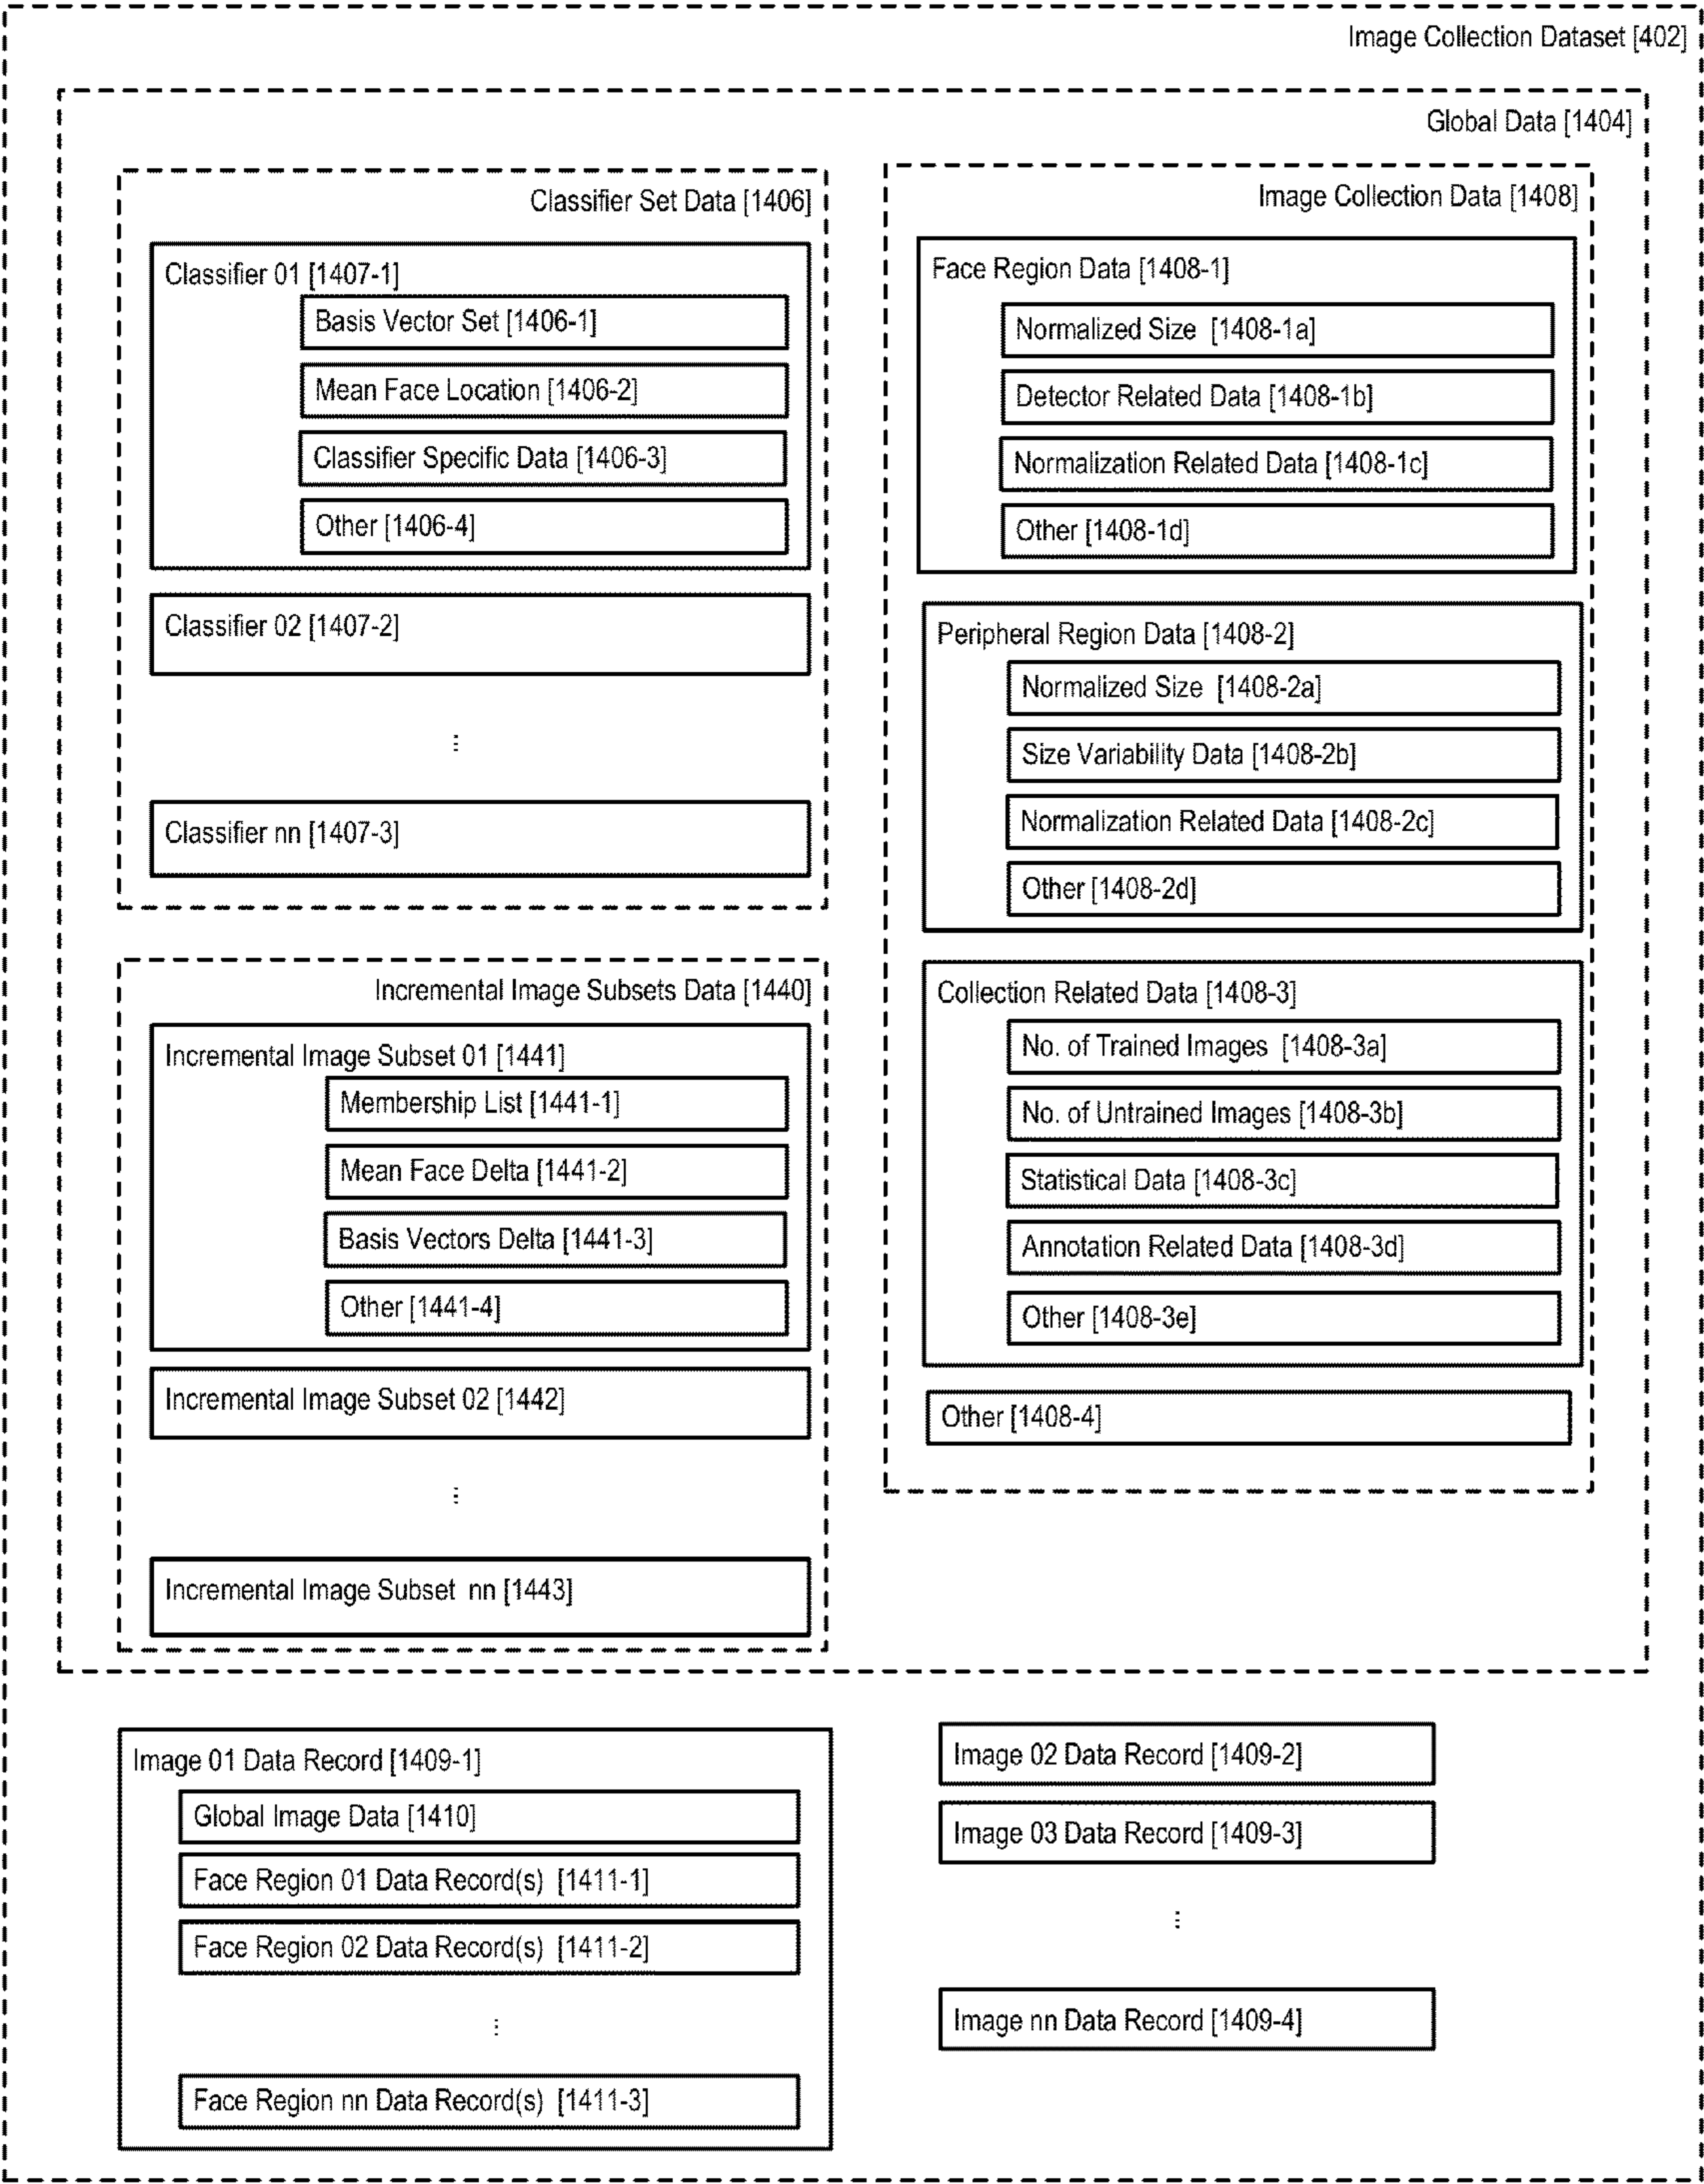 Image Collection Dataset [402]
Global Data [1404]
Classifier Set Data [1406]
Classifier 01 [1407-1]
Basis Vector Set [1406-1]
Mean Face Location [1406-2]
Classifier Specific Data [1406-3]
Other [1406-4]
Classifier 02 [1407-2]
...
Classifier nn [1407-3]
Incremental Image Subsets Data [1440]
Incremental Image Subset 01 [1441]
Membership List [1441-1]
Mean Face Delta [1441-2]
Basis Vectors Delta [1441-3]
Other [1441-4]
Incremental Image Subset 02 [1442]
...
Incremental Image Subset nn [1443]
Image Collection Data [1408]
Face Region Data [1408-1]
Normalized Size [1408-1a]
Detector Related Data [1408-1b]
Normalization Related Data [1408-1c]
Other [1408-1d]
Peripheral Region Data [1408-2]
Normalized Size [1408-2a]
Size Variability Data [1408-2b]
Normalization Related Data [1408-2c]
Other [1408-2d]
Collection Related Data [1408-3]
No. of Trained Images [1408-3a]
No. of Untrained Images [1408-3b]
Statistical Data [1408-3c]
Annotation Related Data [1408-3d]
Other [1408-3e]
Other [1408-4]
Image 01 Data Record [1409-1]
Global Image Data [1410]
Face Region 01 Data Record(s) [1411-1]
Face Region 02 Data Record(s) [1411-2]
...
Face Region nn Data Record(s) [1411-3]
Image 02 Data Record [1409-2]
Image 03 Data Record [1409-3]
...
Image nn Data Record [1409-4]